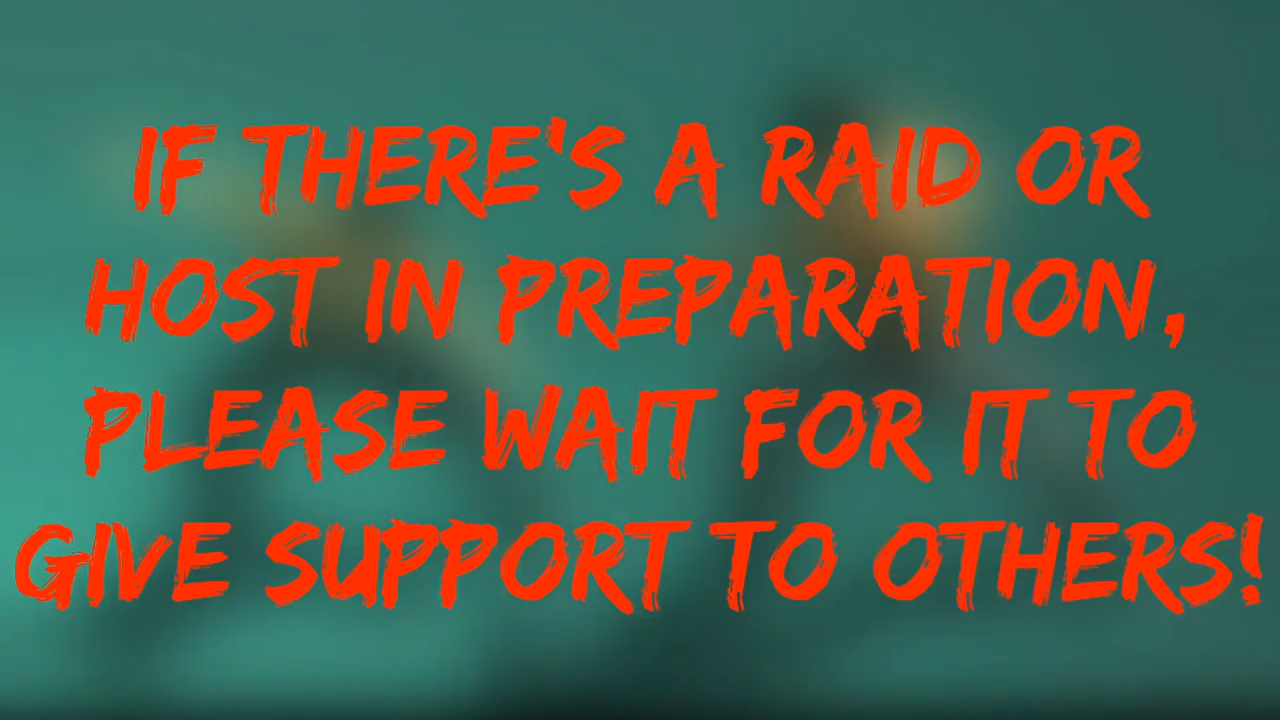 IF THERE'S A RAID OR
HOST IN PREPARATION,
PLEASE WAIT FOR IT TO
GIVE SUPPORT TO OTHERS!